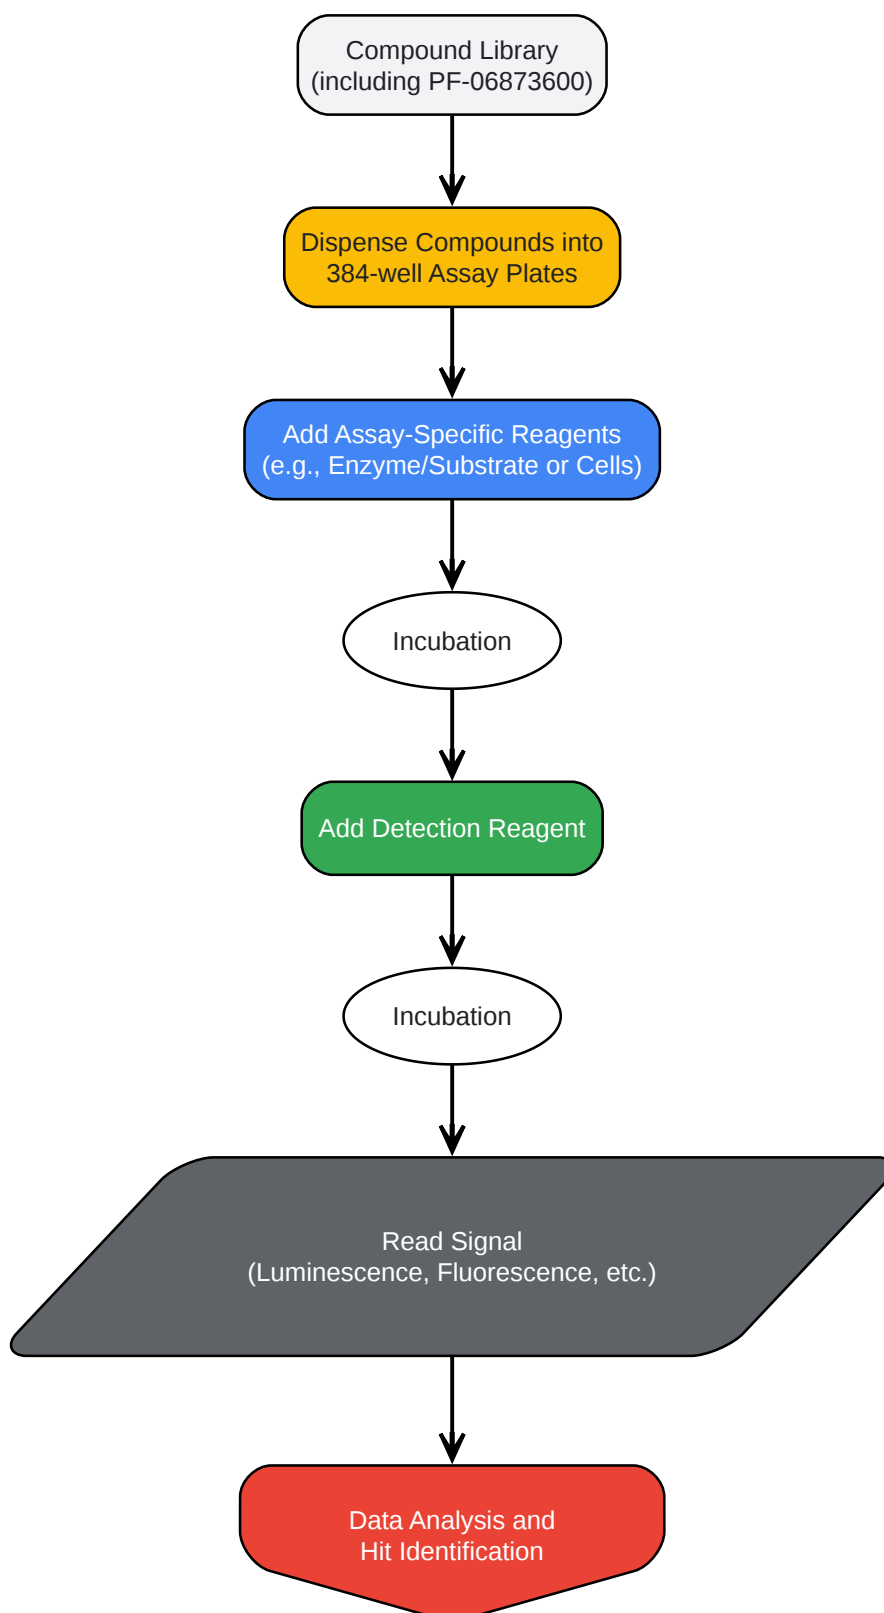 Compound Library
(including PF-06873600)
Dispense Compounds into
384-well Assay Plates
Add Assay-Specific Reagents
(e.g., Enzyme/Substrate or Cells)
Incubation
Add Detection Reagent
Incubation
Read Signal
(Luminescence, Fluorescence, etc.)
Data Analysis and
Hit Identification